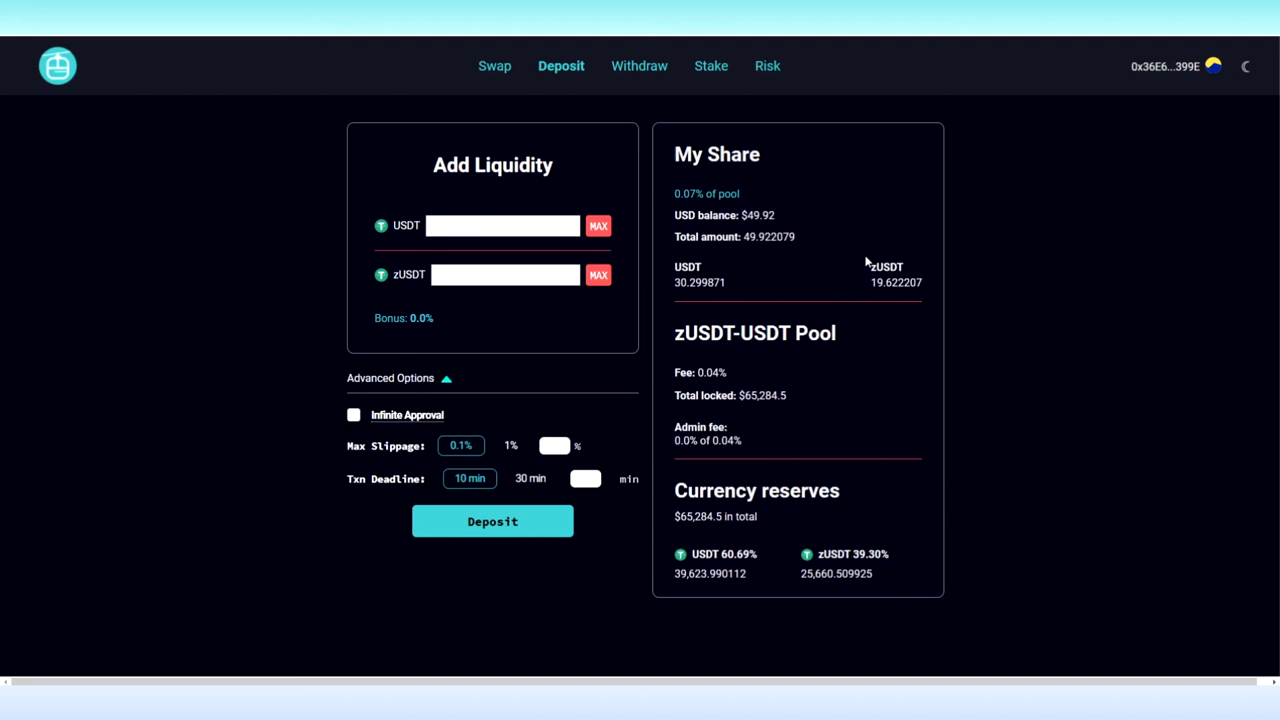 Swap Deposit Withdraw Stake Risk
0x36E6...399E
Add Liquidity
USDT MAX
zUSDT MAX
Bonus: 0.0%
Advanced Options
Infinite Approval
Max Slippage: 0.1% 1% %
Txn Deadline: 10 min 30 min min
Deposit
My Share
0.07% of pool
USD balance: $49.92
Total amount: 49.922079
USDT zUSDT
30.299871 19.622207
zUSDT-USDT Pool
Fee: 0.04%
Total locked: $65,284.5
Admin fee:
0.0% of 0.04%
Currency reserves
$65,284.5 in total
USDT 60.69% zUSDT 39.30%
39,623.990112 25,660.509925